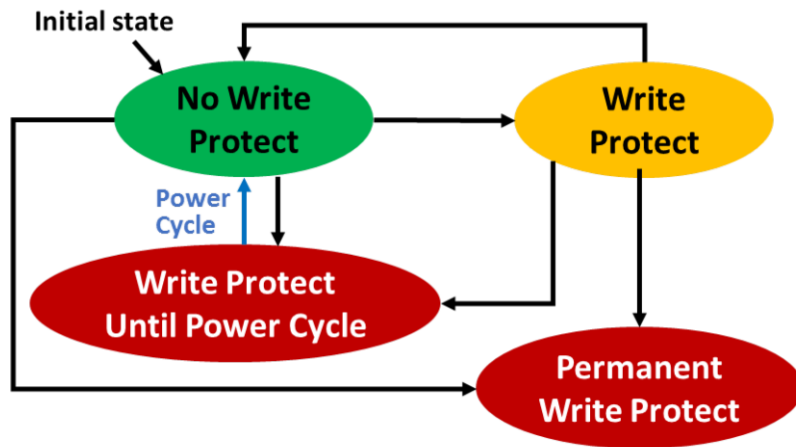 Initial state
No Write
Protect
Write
Protect
Power
Cycle
Write Protect
Until Power Cycle
Permanent
Write Protect